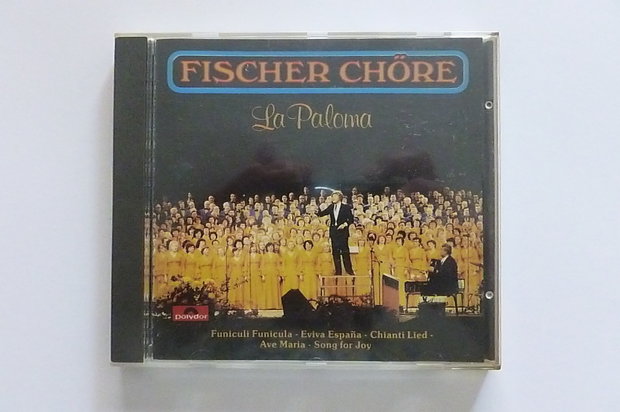 FISCHER CHÖRE
La Paloma
Polydor
Funiculi Funicula - Eviva España - Chianti Lied -
Ave Maria - Song for Joy